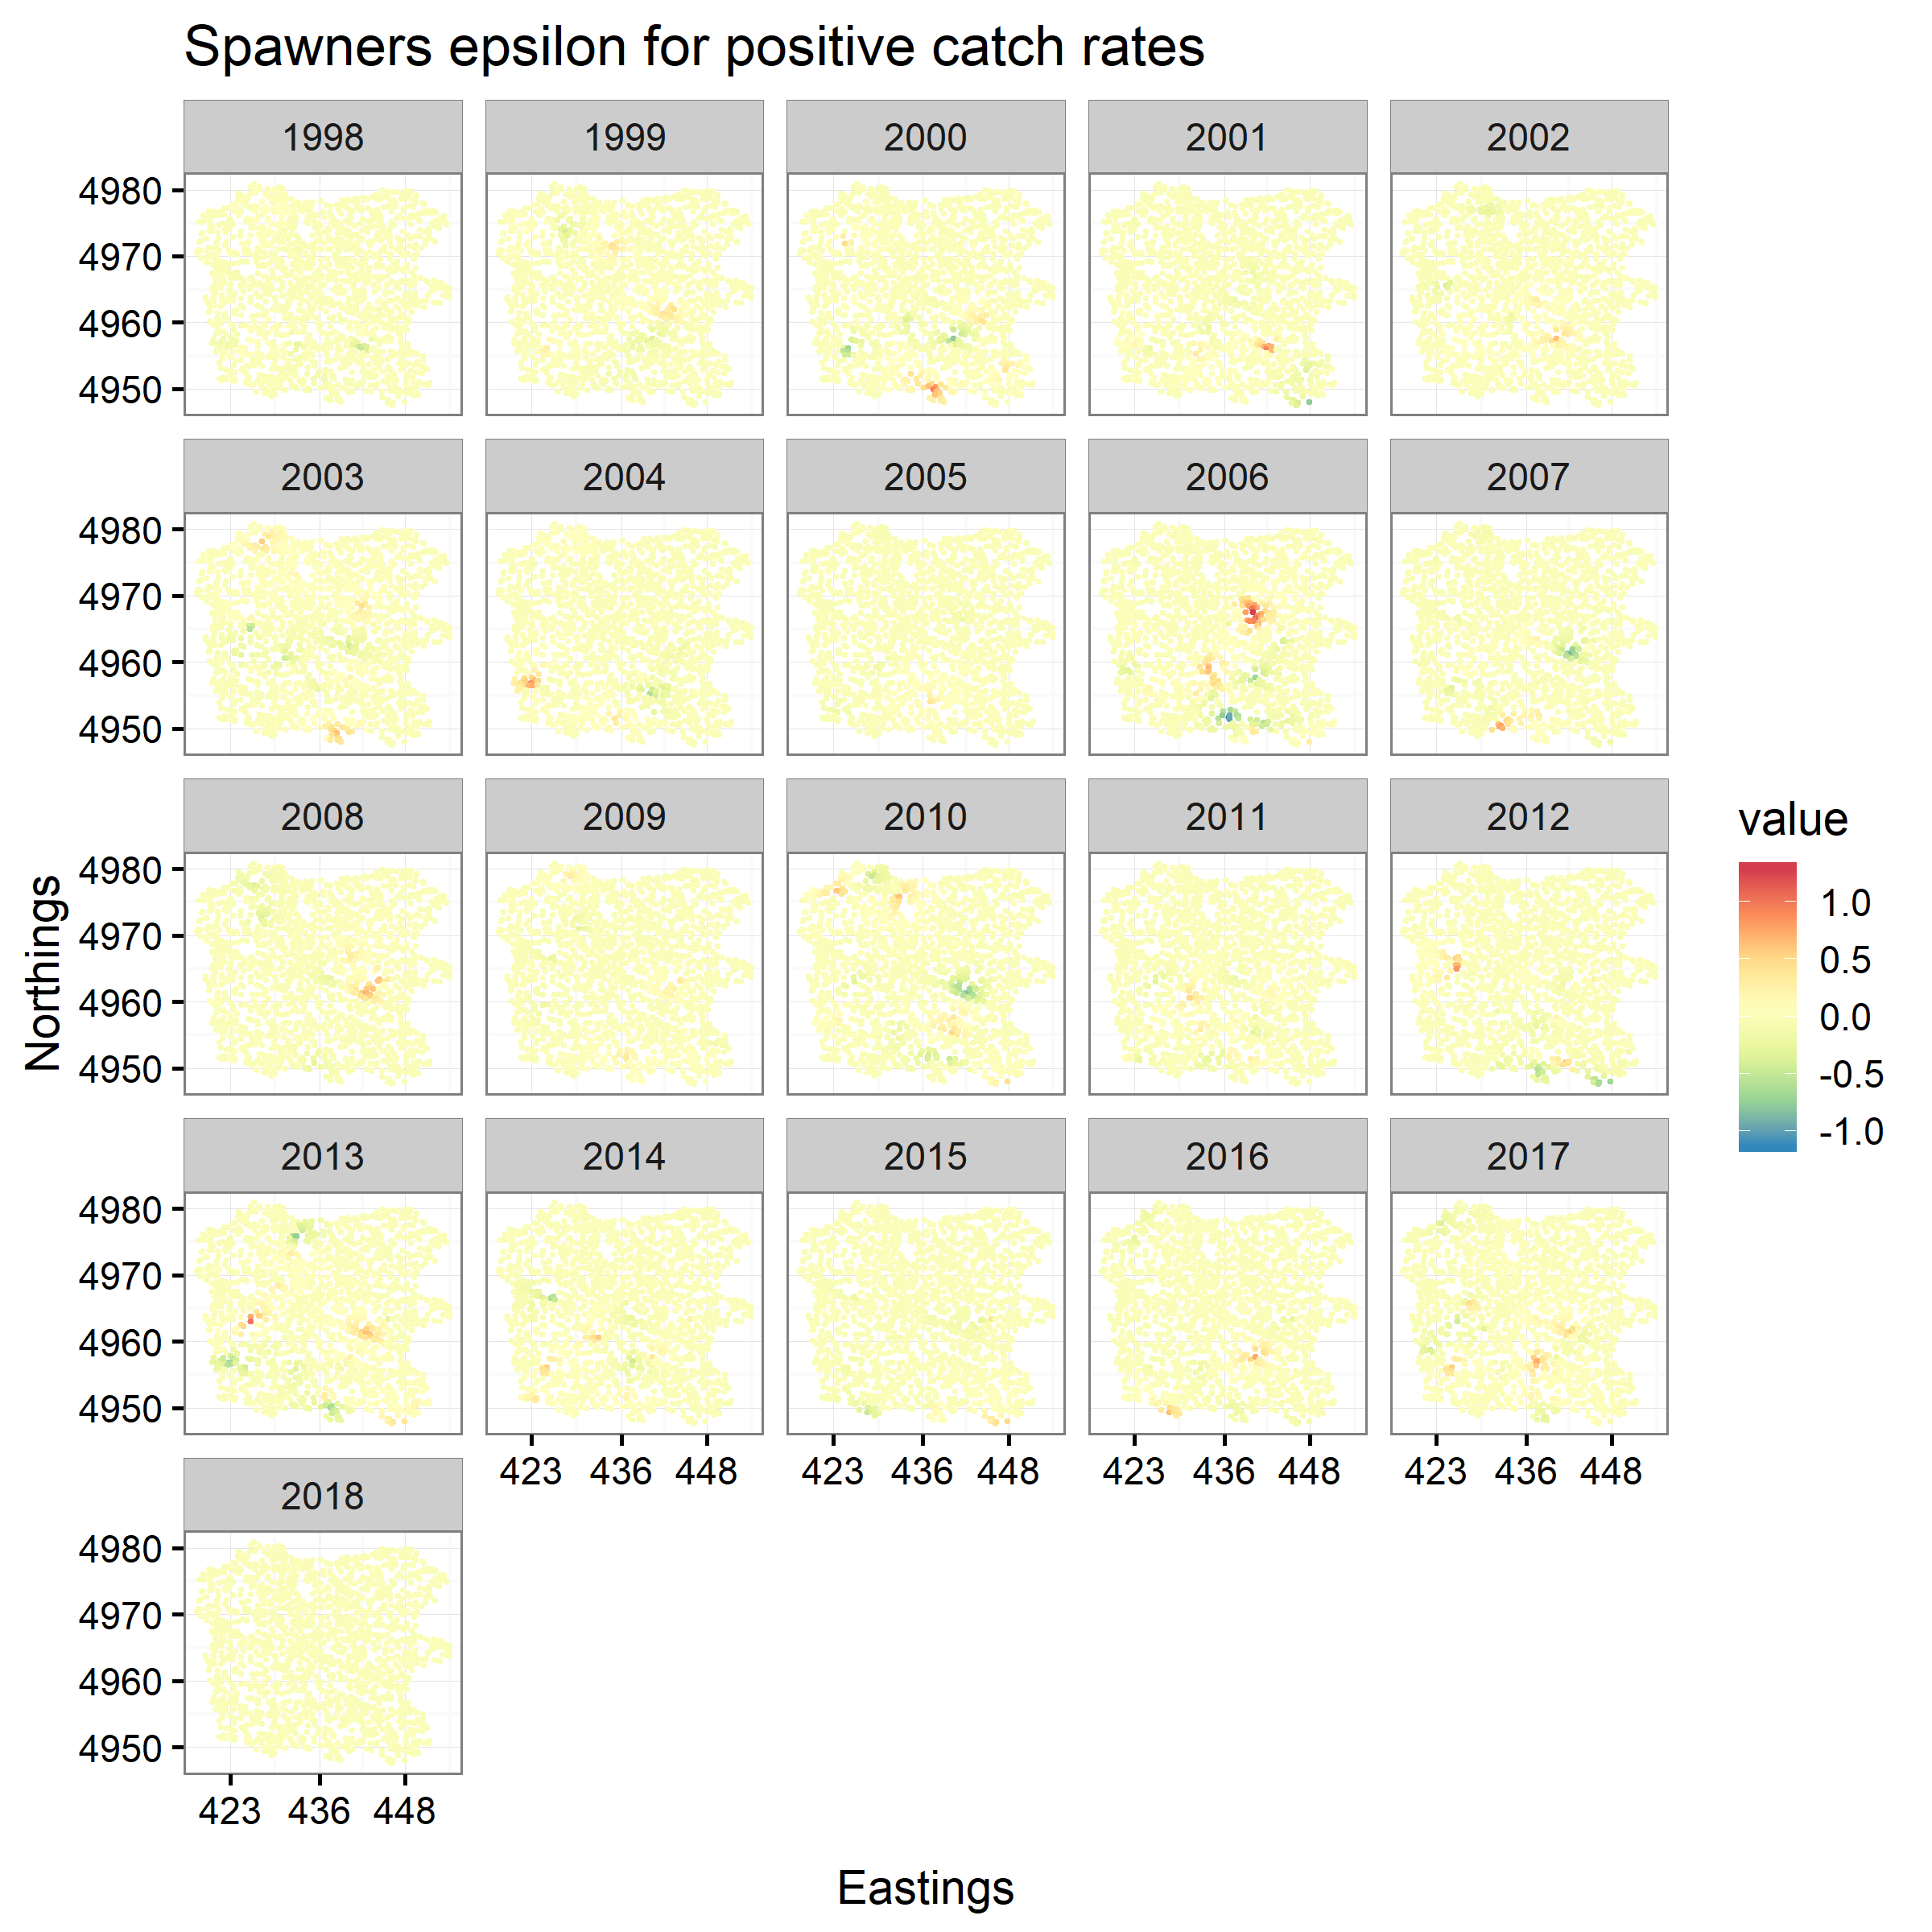 Spawners epsilon for positive catch rates
1998 1999 2000 2001 2002
4980
4970
4960
4950
2003 2004 2005 2006 2007
4980
4970
4960
4950
2008 2009 2010 2011 2012
4980
4970
4960
4950
2013 2014 2015 2016 2017
4980
4970
4960
4950
423 436 448 423 436 448 423 436 448 423 436 448
2018
4980
4970
4960
4950
423 436 448
Eastings
Northings
value
1.0
0.5
0.0
-0.5
-1.0